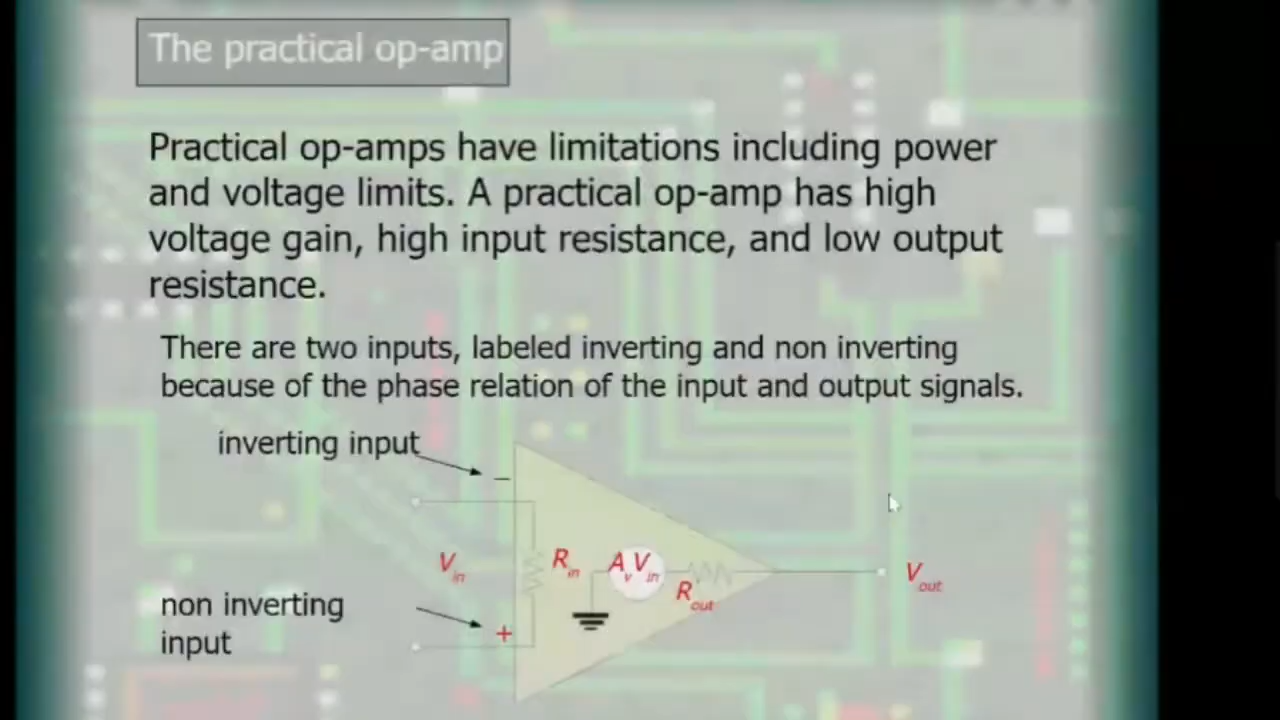 The practical op-amp
Practical op-amps have limitations including power
and voltage limits. A practical op-amp has high
voltage gain, high input resistance, and low output
resistance.
There are two inputs, labeled inverting and non inverting
because of the phase relation of the input and output signals.
inverting input
–
Vin
Rin
AvVin
Rout
Vout
non inverting
input
+